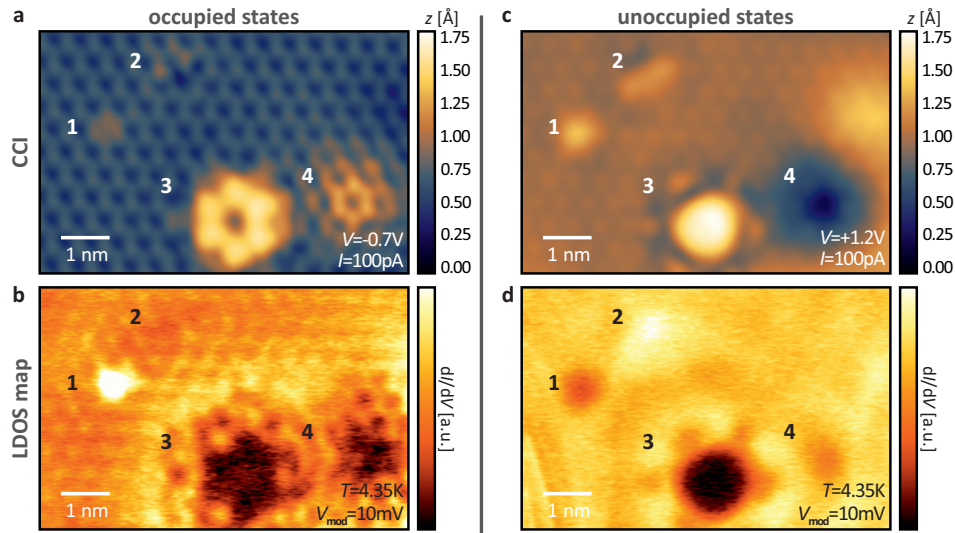 occupied states
unoccupied states
a
z [Å]
c
z [Å]
CCI
1
2
3
4
1 nm
V=-0.7V
I=100pA
1.75
1.50
1.25
1.00
0.75
0.50
0.25
0.00
1
2
3
4
1 nm
V=+1.2V
I=100pA
1.75
1.50
1.25
1.00
0.75
0.50
0.25
0.00
b
d
LDOS map
1
2
3
4
1 nm
T=4.35K
Vmod=10mV
dI/dV [a.u.]
1
2
3
4
1 nm
T=4.35K
Vmod=10mV
dI/dV [a.u.]